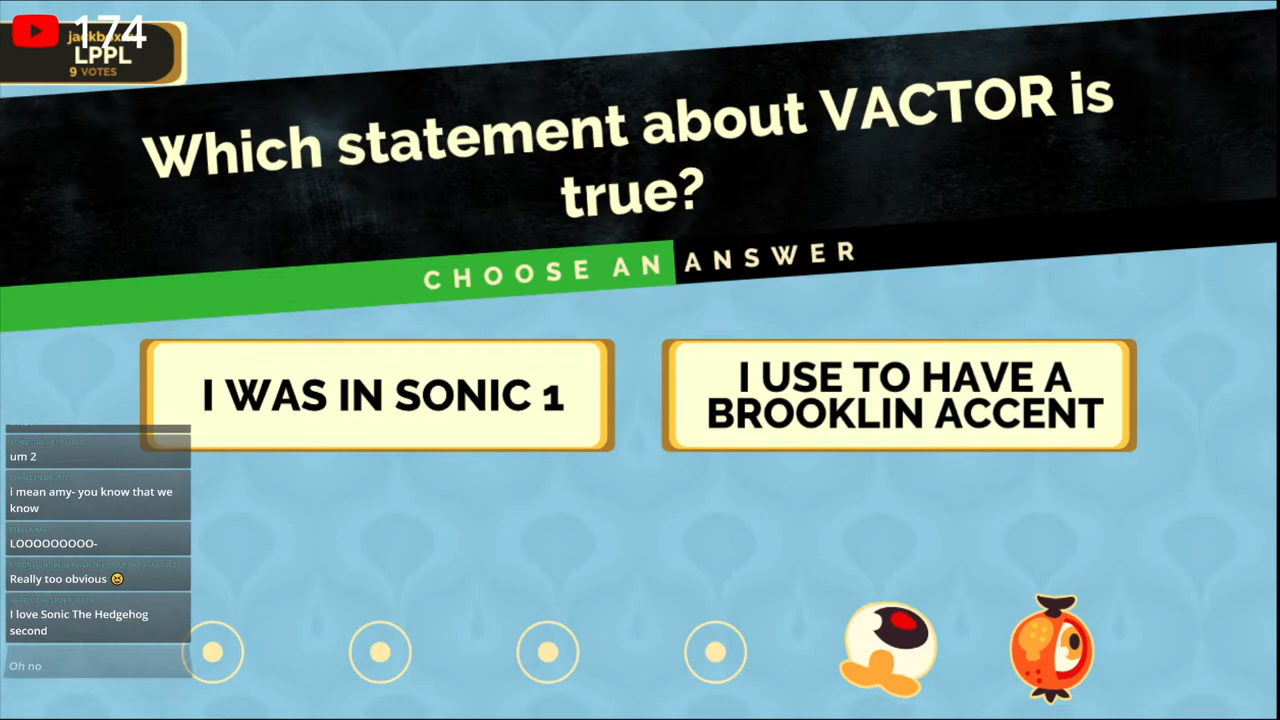 174
LPPL
9 VOTES
Which statement about VACTOR is
true?
CHOOSE AN ANSWER
I WAS IN SONIC 1
I USE TO HAVE A
BROOKLIN ACCENT
um 2
i mean amy- you know that we
know
LOOOOOOOOO-
Really too obvious 😆
I love Sonic The Hedgehog
second
Oh no